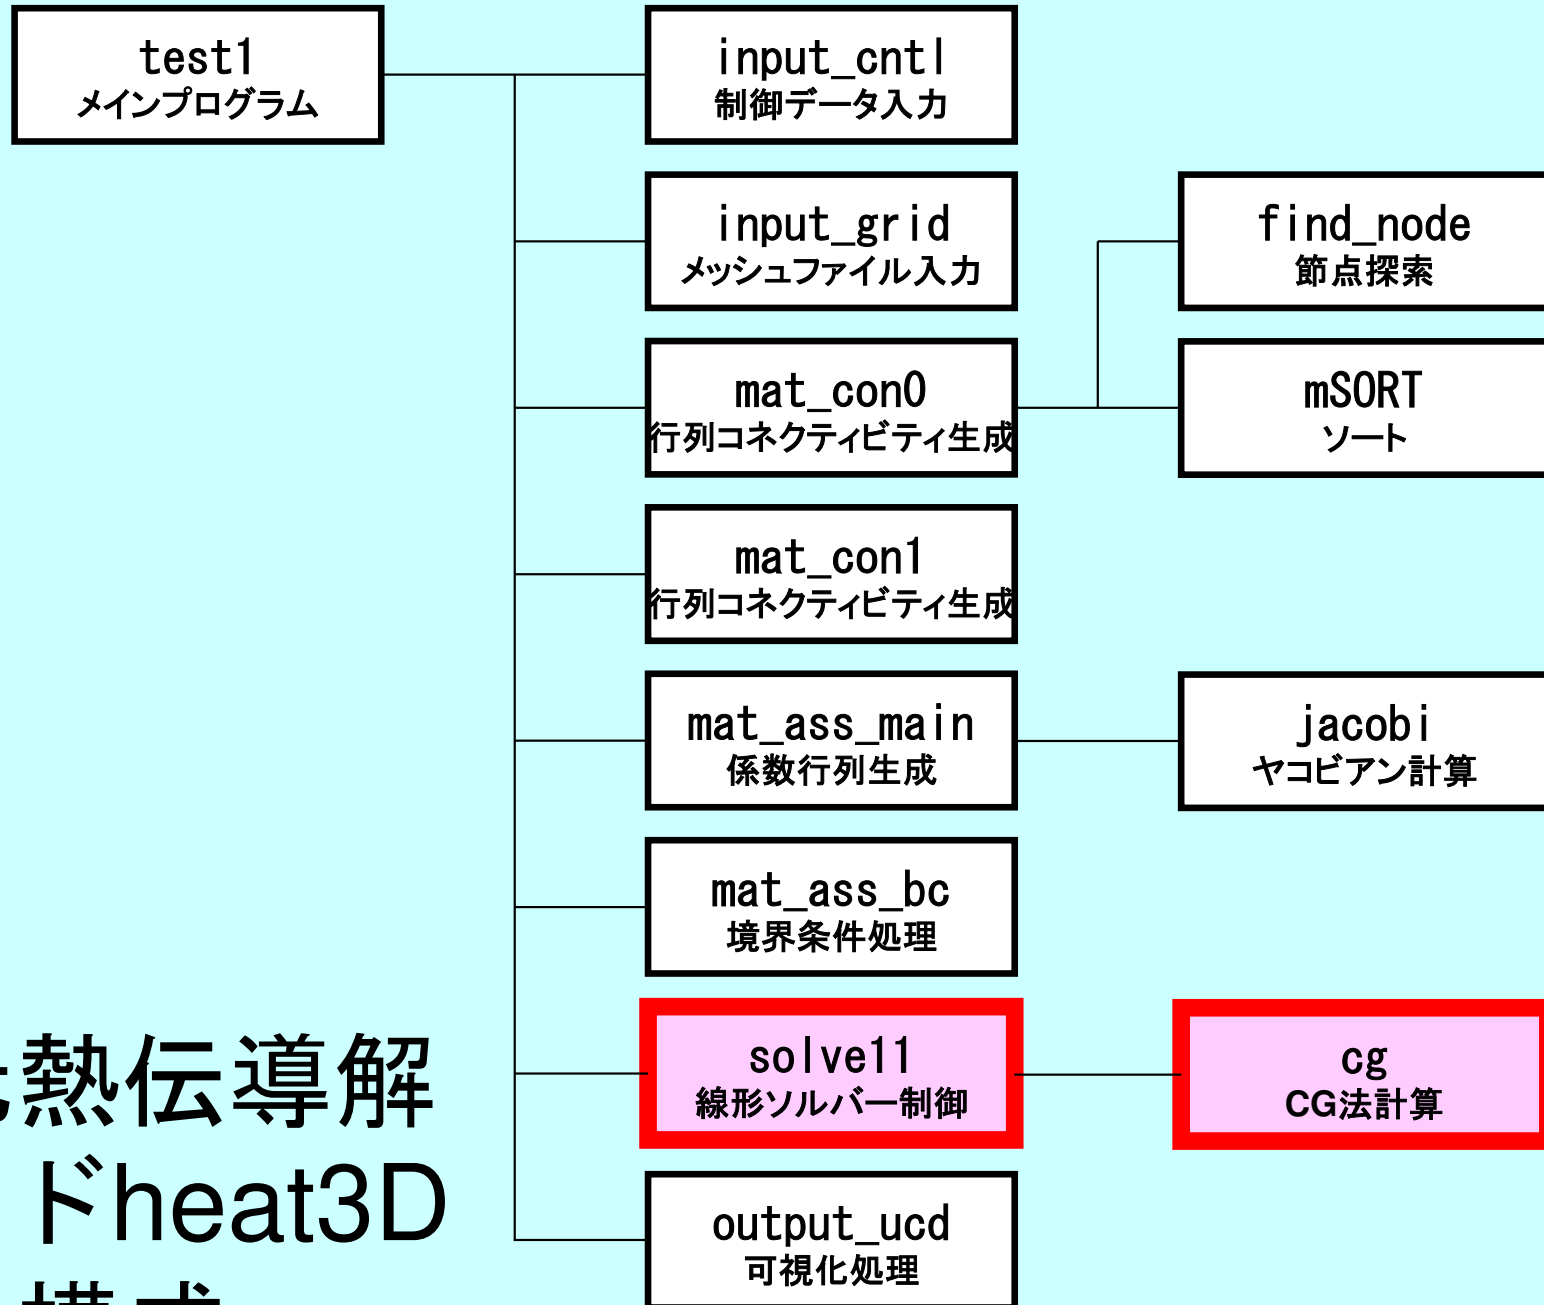 test1
メインプログラム
input_cntl
制御データ入力
input_grid
メッシュファイル入力
find_node
節点探索
mat_con0
行列コネクティビティ生成
mSORT
ソート
mat_con1
行列コネクティビティ生成
mat_ass_main
係数行列生成
jacobi
ヤコビアン計算
mat_ass_bc
境界条件処理
solve11
線形ソルバー制御
cg
CG法計算
output_ucd
可視化処理
熱伝導解
ドheat3D
構成